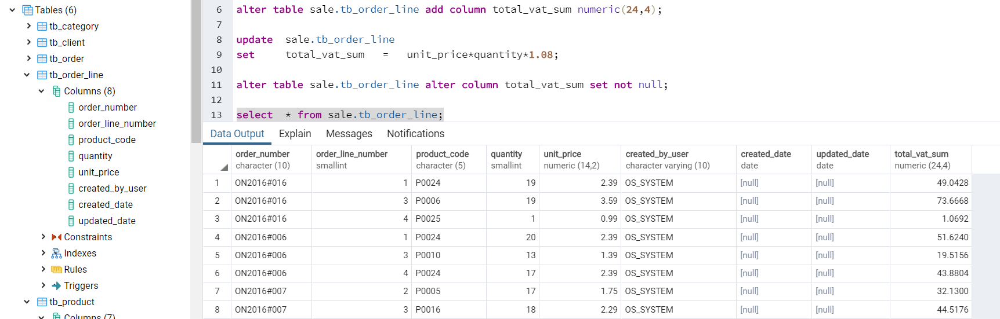 Tables (6)
tb_category
tb_client
tb_order
tb_order_line
Columns (8)
order_number
order_line_number
product_code
quantity
unit_price
created_by_user
created_date
updated_date
Constraints
Indexes
Rules
Triggers
tb_product
Columns (7)
6 alter table sale.tb_order_line add column total_vat_sum numeric(24,4);
7
8 update sale.tb_order_line
9 set total_vat_sum = unit_price*quantity*1.08;
10
11 alter table sale.tb_order_line alter column total_vat_sum set not null;
12
13 select * from sale.tb_order_line;
Data Output Explain Messages Notifications
order_number order_line_number product_code quantity unit_price created_by_user created_date updated_date total_vat_sum
character (10) smallint character (5) smallint numeric (14,2) character varying (10) date date numeric (24,4)
1 ON2016#016 1 P0024 19 2.39 OS_SYSTEM [null] [null] 49.0428
2 ON2016#016 3 P0006 19 3.59 OS_SYSTEM [null] [null] 73.6668
3 ON2016#016 4 P0025 1 0.99 OS_SYSTEM [null] [null] 1.0692
4 ON2016#006 1 P0024 20 2.39 OS_SYSTEM [null] [null] 51.6240
5 ON2016#006 3 P0010 13 1.39 OS_SYSTEM [null] [null] 19.5156
6 ON2016#006 4 P0024 17 2.39 OS_SYSTEM [null] [null] 43.8804
7 ON2016#007 2 P0005 17 1.75 OS_SYSTEM [null] [null] 32.1300
8 ON2016#007 3 P0016 18 2.29 OS_SYSTEM [null] [null] 44.5176